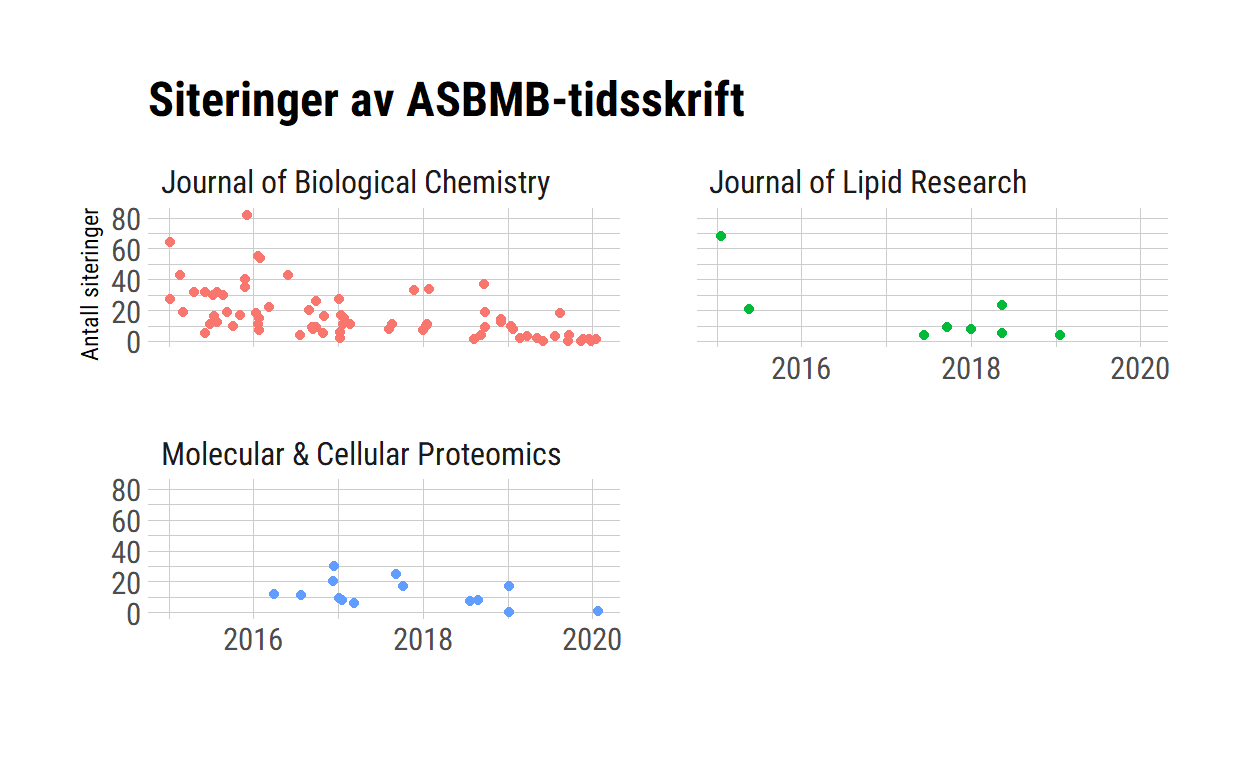 Siteringer av ASBMB-tidsskrift
Journal of Biological Chemistry
Journal of Lipid Research
Antall siteringer
80
60
40
20
0
2016 2018 2020
Molecular & Cellular Proteomics
80
60
40
20
0
2016 2018 2020